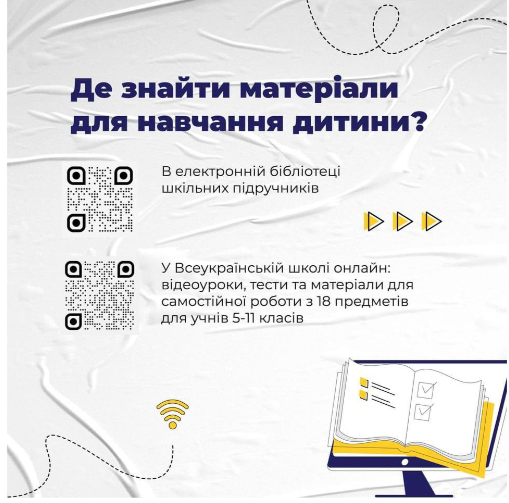 Де знайти матеріали
для навчання дитини?
В електронній бібліотеці
шкільних підручників
У Всеукраїнській школі онлайн:
відеоуроки, тести та матеріали для
самостійної роботи з 18 предметів
для учнів 5-11 класів